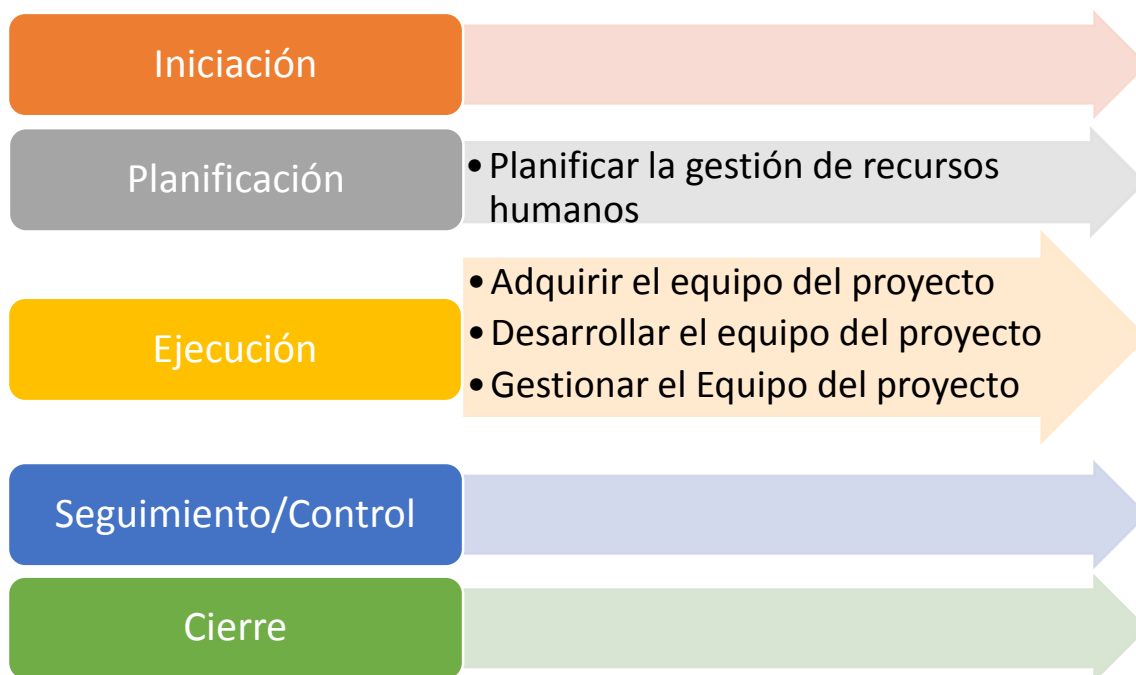 Iniciación
Planificación
• Planificar la gestión de recursos
humanos
Ejecución
• Adquirir el equipo del proyecto
• Desarrollar el equipo del proyecto
• Gestionar el Equipo del proyecto
Seguimiento/Control
Cierre